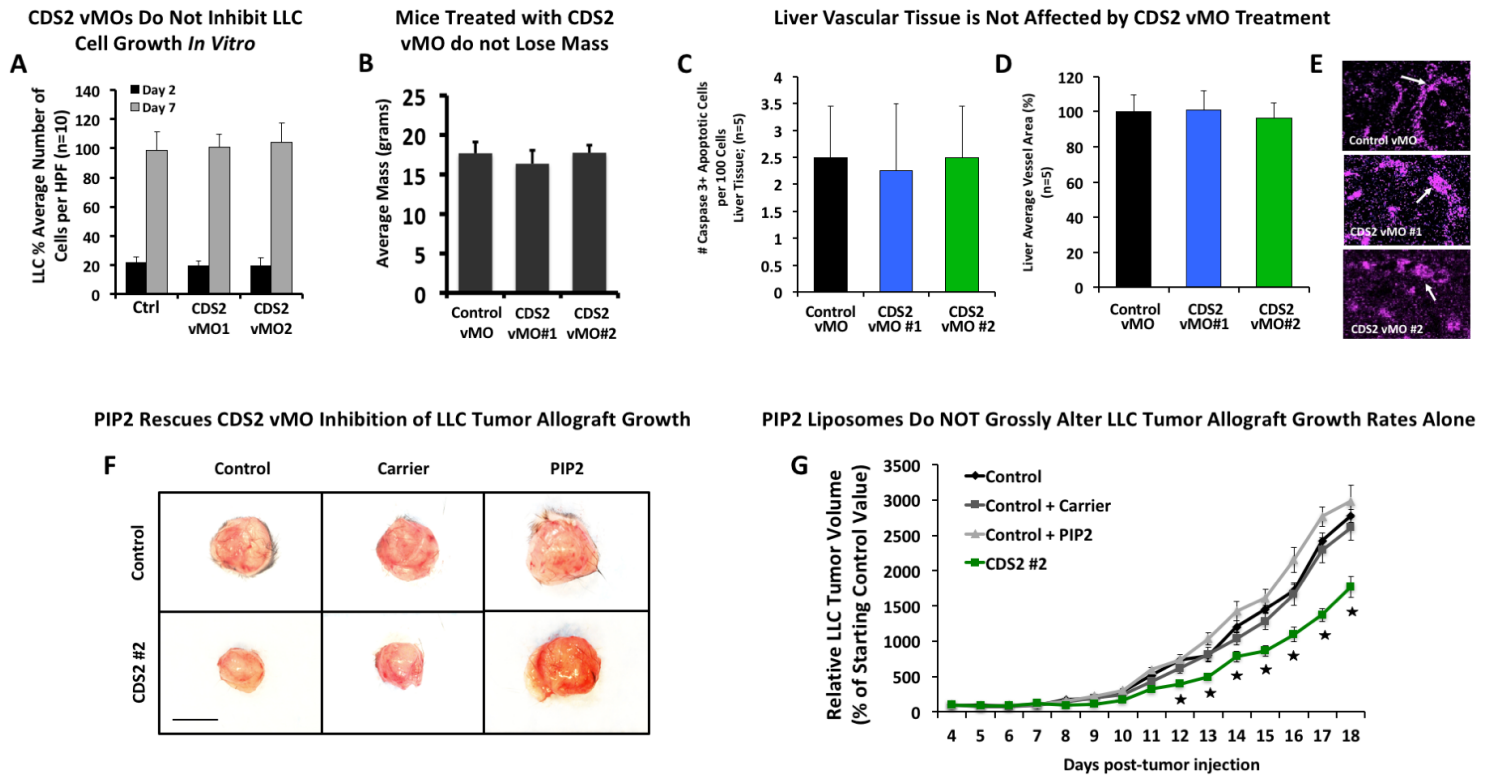 CDS2 vMOs Do Not Inhibit LLC
Cell Growth In Vitro
A
LLC % Average Number of
Cells per HPF (n=10)
Day 2
Day 7
140
120
100
80
60
40
20
0
Ctrl
CDS2
vMO1
CDS2
vMO2
Mice Treated with CDS2
vMO do not Lose Mass
B
Average Mass (grams)
25
20
15
10
5
0
Control
vMO
CDS2
vMO#1
CDS2
vMO#2
Liver Vascular Tissue is Not Affected by CDS2 vMO Treatment
C
# Caspase 3+ Apoptotic Cells
per 100 Cells
Liver Tissue; (n=5)
4
3.5
3
2.5
2
1.5
1
0.5
0
Control
vMO
CDS2
vMO #1
CDS2
vMO #2
D
Liver Average Vessel Area (%)
(n=5)
120
100
80
60
40
20
0
Control
vMO
CDS2
vMO#1
CDS2
vMO#2
E
Control vMO
CDS2 vMO #1
CDS2 vMO #2
PIP2 Rescues CDS2 vMO Inhibition of LLC Tumor Allograft Growth
F
Control
Carrier
PIP2
Control
CDS2 #2
PIP2 Liposomes Do NOT Grossly Alter LLC Tumor Allograft Growth Rates Alone
G
Relative LLC Tumor Volume
(% of Starting Control Value)
3500
3000
2500
2000
1500
1000
500
0
Control
Control + Carrier
Control + PIP2
CDS2 #2
4 5 6 7 8 9 10 11 12 13 14 15 16 17 18
Days post-tumor injection